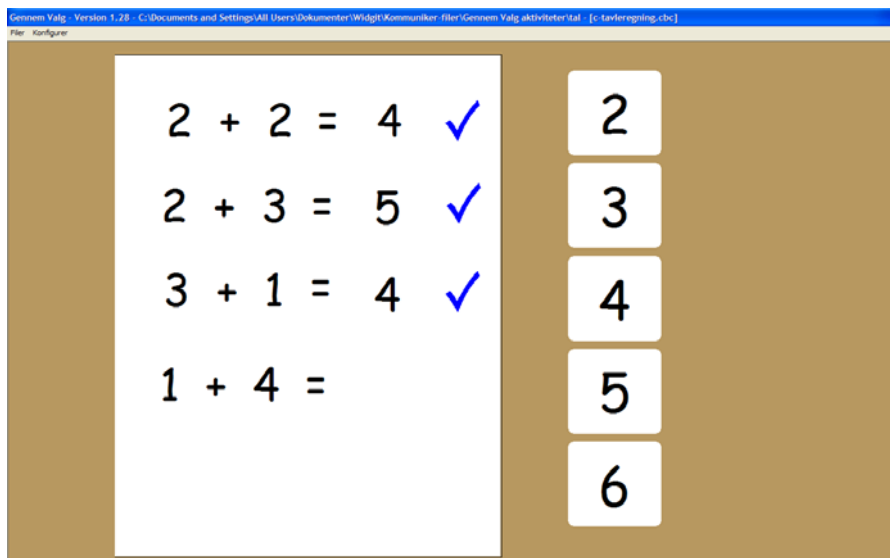 Gennem Valg - Version 1.28 - C:\Documents and Settings\All Users\Dokumenter\Widgit\Kommuniker-filer\Gennem Valg aktiviteter\tal - [c-tavleregning.cbc]
Filer Konfigurer
2 + 2 = 4 ✓
2 + 3 = 5 ✓
3 + 1 = 4 ✓
1 + 4 =
2
3
4
5
6